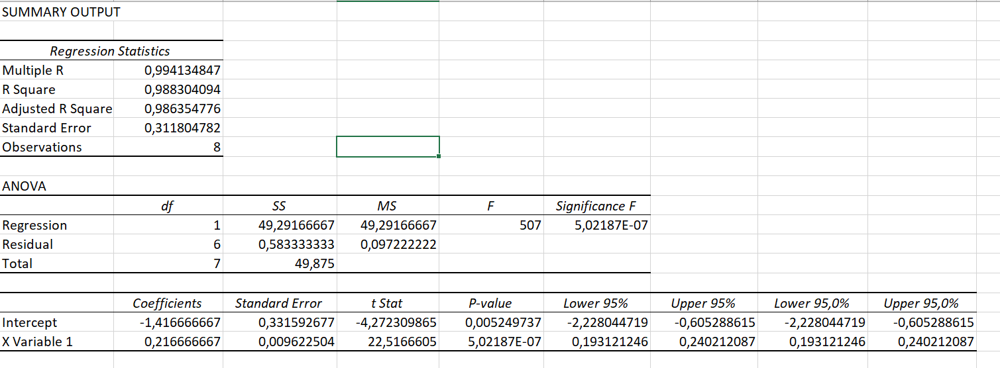 SUMMARY OUTPUT
Regression Statistics
Multiple R 0,994134847
R Square 0,988304094
Adjusted R Square 0,986354776
Standard Error 0,311804782
Observations 8
ANOVA
df SS MS F Significance F
Regression 1 49,29166667 49,29166667 507 5,02187E-07
Residual 6 0,583333333 0,097222222
Total 7 49,875
Coefficients Standard Error t Stat P-value Lower 95% Upper 95% Lower 95,0% Upper 95,0%
Intercept -1,416666667 0,331592677 -4,272309865 0,005249737 -2,228044719 -0,605288615 -2,228044719 -0,605288615
X Variable 1 0,216666667 0,009622504 22,5166605 5,02187E-07 0,193121246 0,240212087 0,193121246 0,240212087